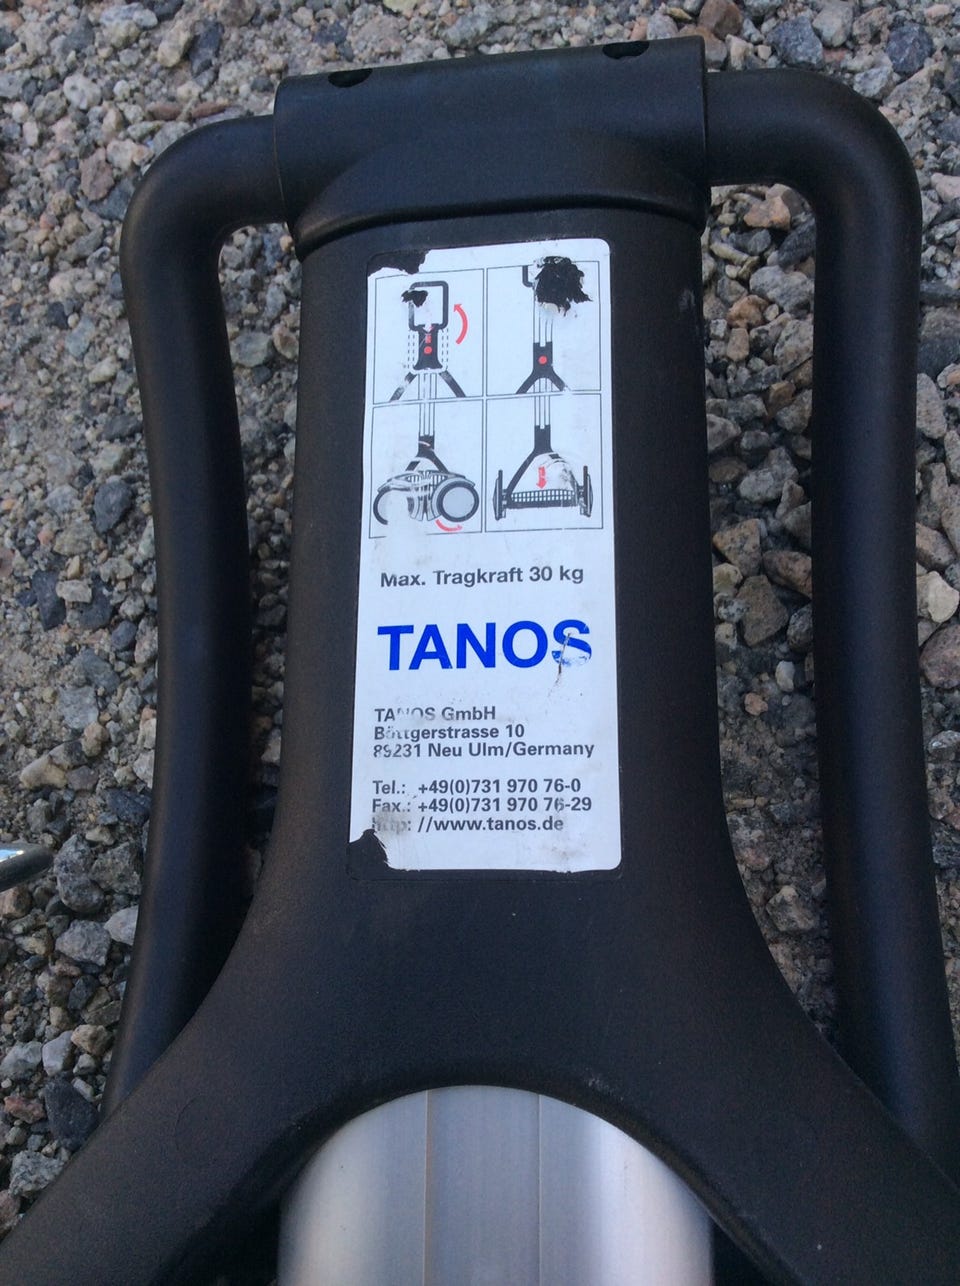 Max. Tragkraft 30 kg
TANOS
TANOS GmbH
Böttgerstrasse 10
89231 Neu Ulm/Germany
Tel.: +49(0)731 970 76-0
Fax.: +49(0)731 970 76-29
http: //www.tanos.de